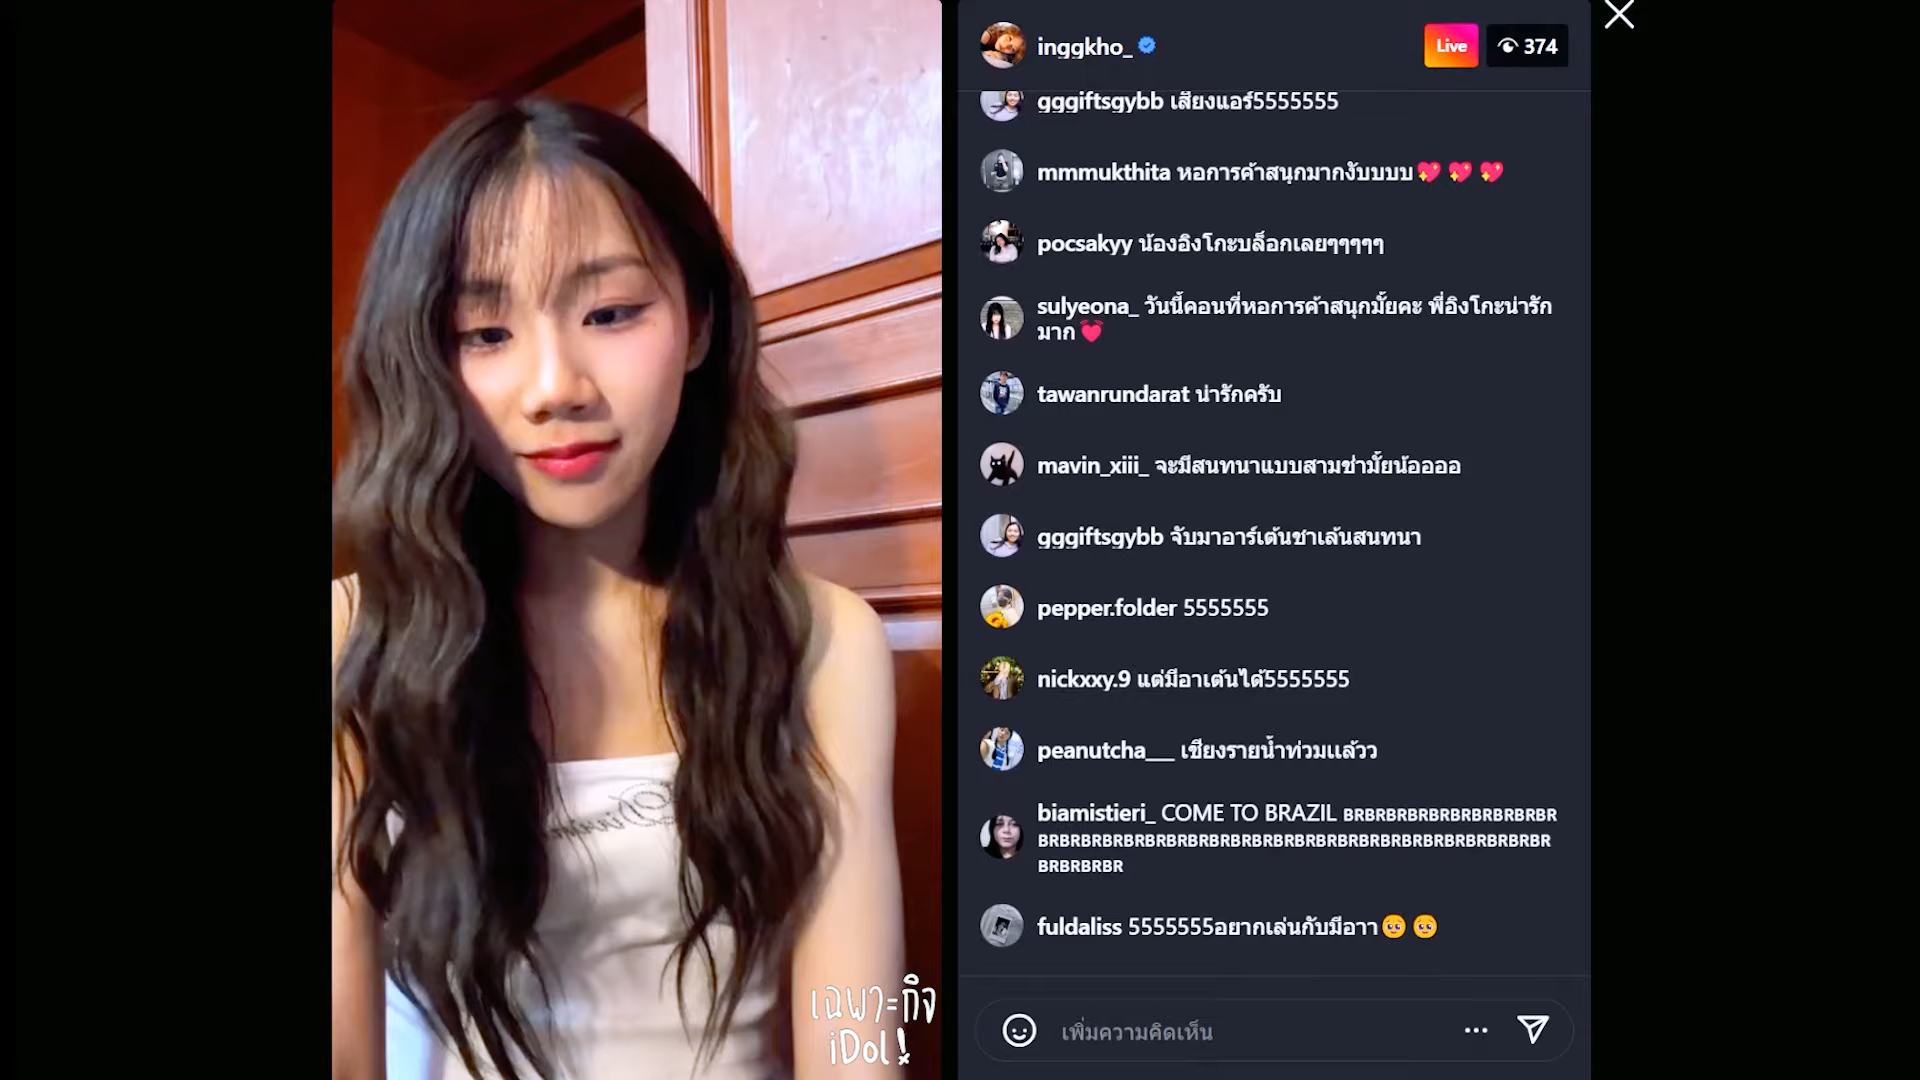 inggkho_
Live
374
gggiftsgybb เสียงแอร์5555555
mmmukthita หอการค้าสนุกมากงับบบบ💖 💖 💖
pocsakyy น้องอิงโกะบล็อกเลยๆๆๆๆๆ
sulyeona_ วันนี้คอนที่หอการค้าสนุกมั้ยคะ พี่อิงโกะน่ารัก
มาก💓
tawanrundarat น่ารักครับ
mavin_xiii_ จะมีสนทนาแบบสามช่ามั้ยน้ออออ
gggiftsgybb จับมาอาร์เต้นชาเล้นสนทนา
pepper.folder 5555555
nickxxy.9 แต่มีอาเต้นได้5555555
peanutcha___ เชียงรายน้ำท่วมแล้วว
biamistieri_ COME TO BRAZIL ʙʀʙʀʙʀʙʀʙʀʙʀʙʀʙʀʙʀʙʀ
ʙʀʙʀʙʀʙʀʙʀʙʀʙʀʙʀʙʀʙʀʙʀʙʀʙʀʙʀʙʀʙʀʙʀʙʀʙʀʙʀʙʀʙʀʙʀʙʀ
ʙʀʙʀʙʀʙʀ
fuldaliss 5555555อยากเล่นกับมีอาา🥹 🥹
เพิ่มความคิดเห็น
เฉพาะกิจ
iDol!